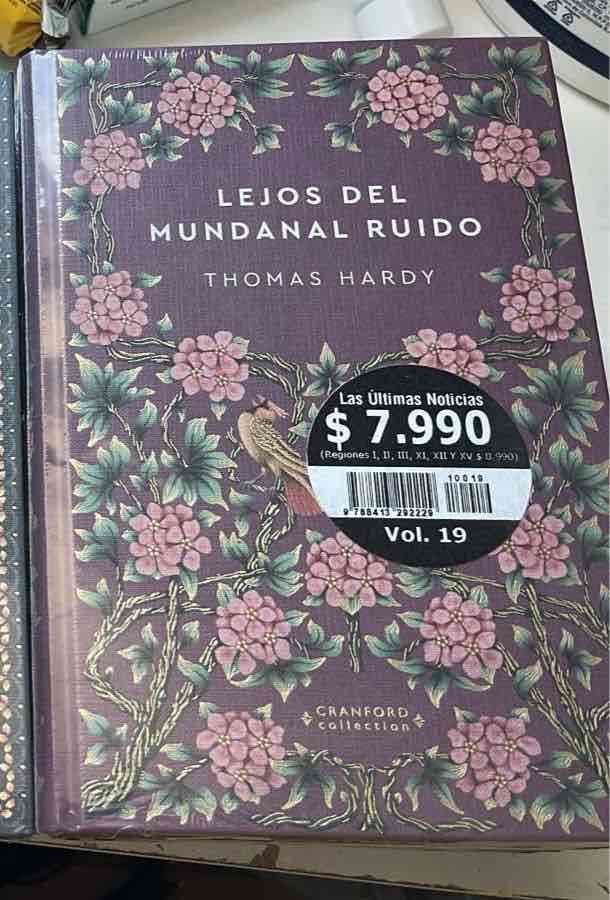 LEJOS DEL
MUNDANAL RUIDO
THOMAS HARDY
Las Últimas Noticias
$ 7.990
(Regiones I, II, III, XI, XII Y XV $ 8.990)
10019
9 788413 292229
Vol. 19
CRANFORD
collection